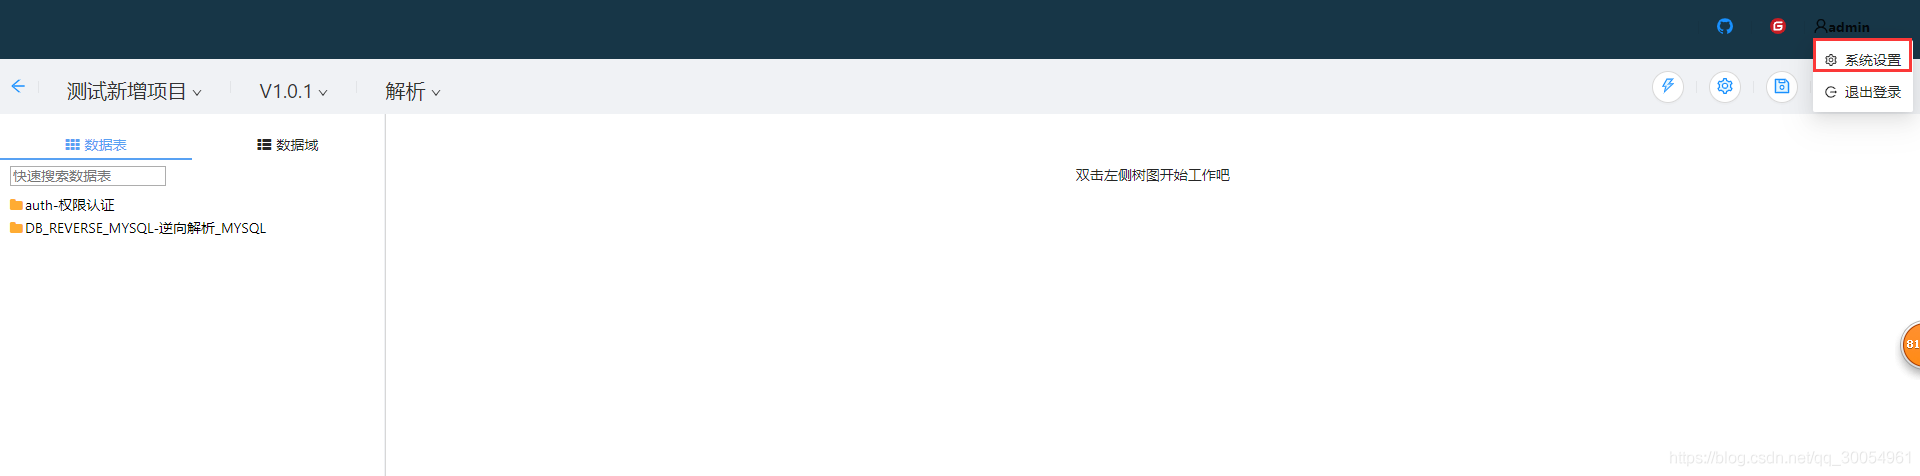 admin
系统设置
退出登录
测试新增项目 V1.0.1 解析
数据表 数据域
快速搜索数据表
auth-权限认证
DB_REVERSE_MYSQL-逆向解析_MYSQL
双击左侧树图开始工作吧
81
https://blog.csdn.net/qq_30054961